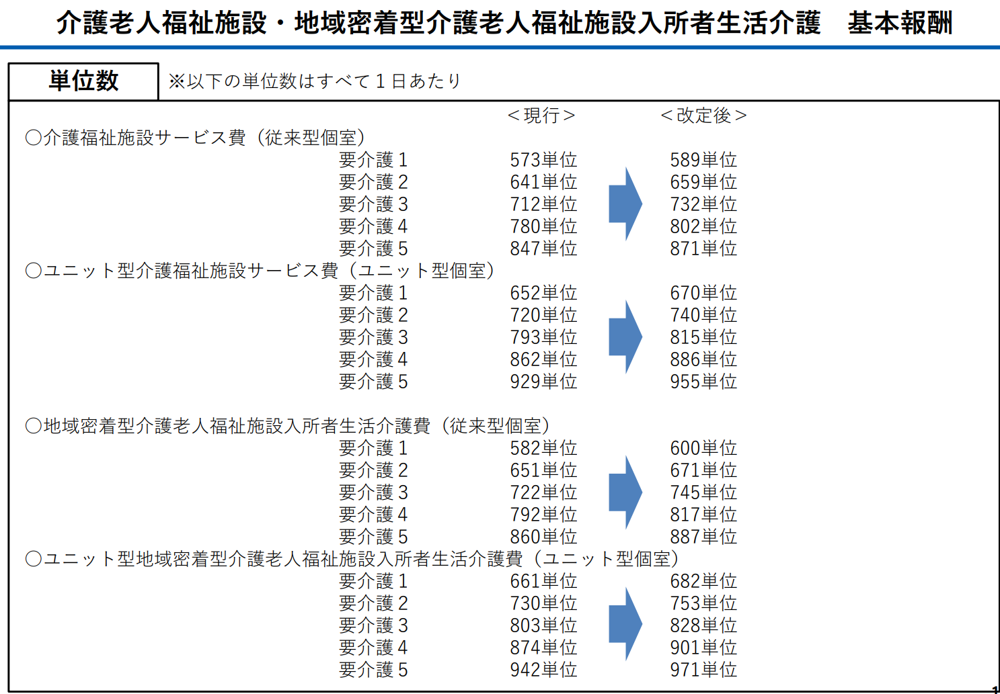 介護老人福祉施設・地域密着型介護老人福祉施設入所者生活介護　基本報酬
単位数　※以下の単位数はすべて１日あたり
＜現行＞　＜改定後＞
○介護福祉施設サービス費（従来型個室）
要介護１　573単位　589単位
要介護２　641単位　659単位
要介護３　712単位　732単位
要介護４　780単位　802単位
要介護５　847単位　871単位
○ユニット型介護福祉施設サービス費（ユニット型個室）
要介護１　652単位　670単位
要介護２　720単位　740単位
要介護３　793単位　815単位
要介護４　862単位　886単位
要介護５　929単位　955単位
○地域密着型介護老人福祉施設入所者生活介護費（従来型個室）
要介護１　582単位　600単位
要介護２　651単位　671単位
要介護３　722単位　745単位
要介護４　792単位　817単位
要介護５　860単位　887単位
○ユニット型地域密着型介護老人福祉施設入所者生活介護費（ユニット型個室）
要介護１　661単位　682単位
要介護２　730単位　753単位
要介護３　803単位　828単位
要介護４　874単位　901単位
要介護５　942単位　971単位